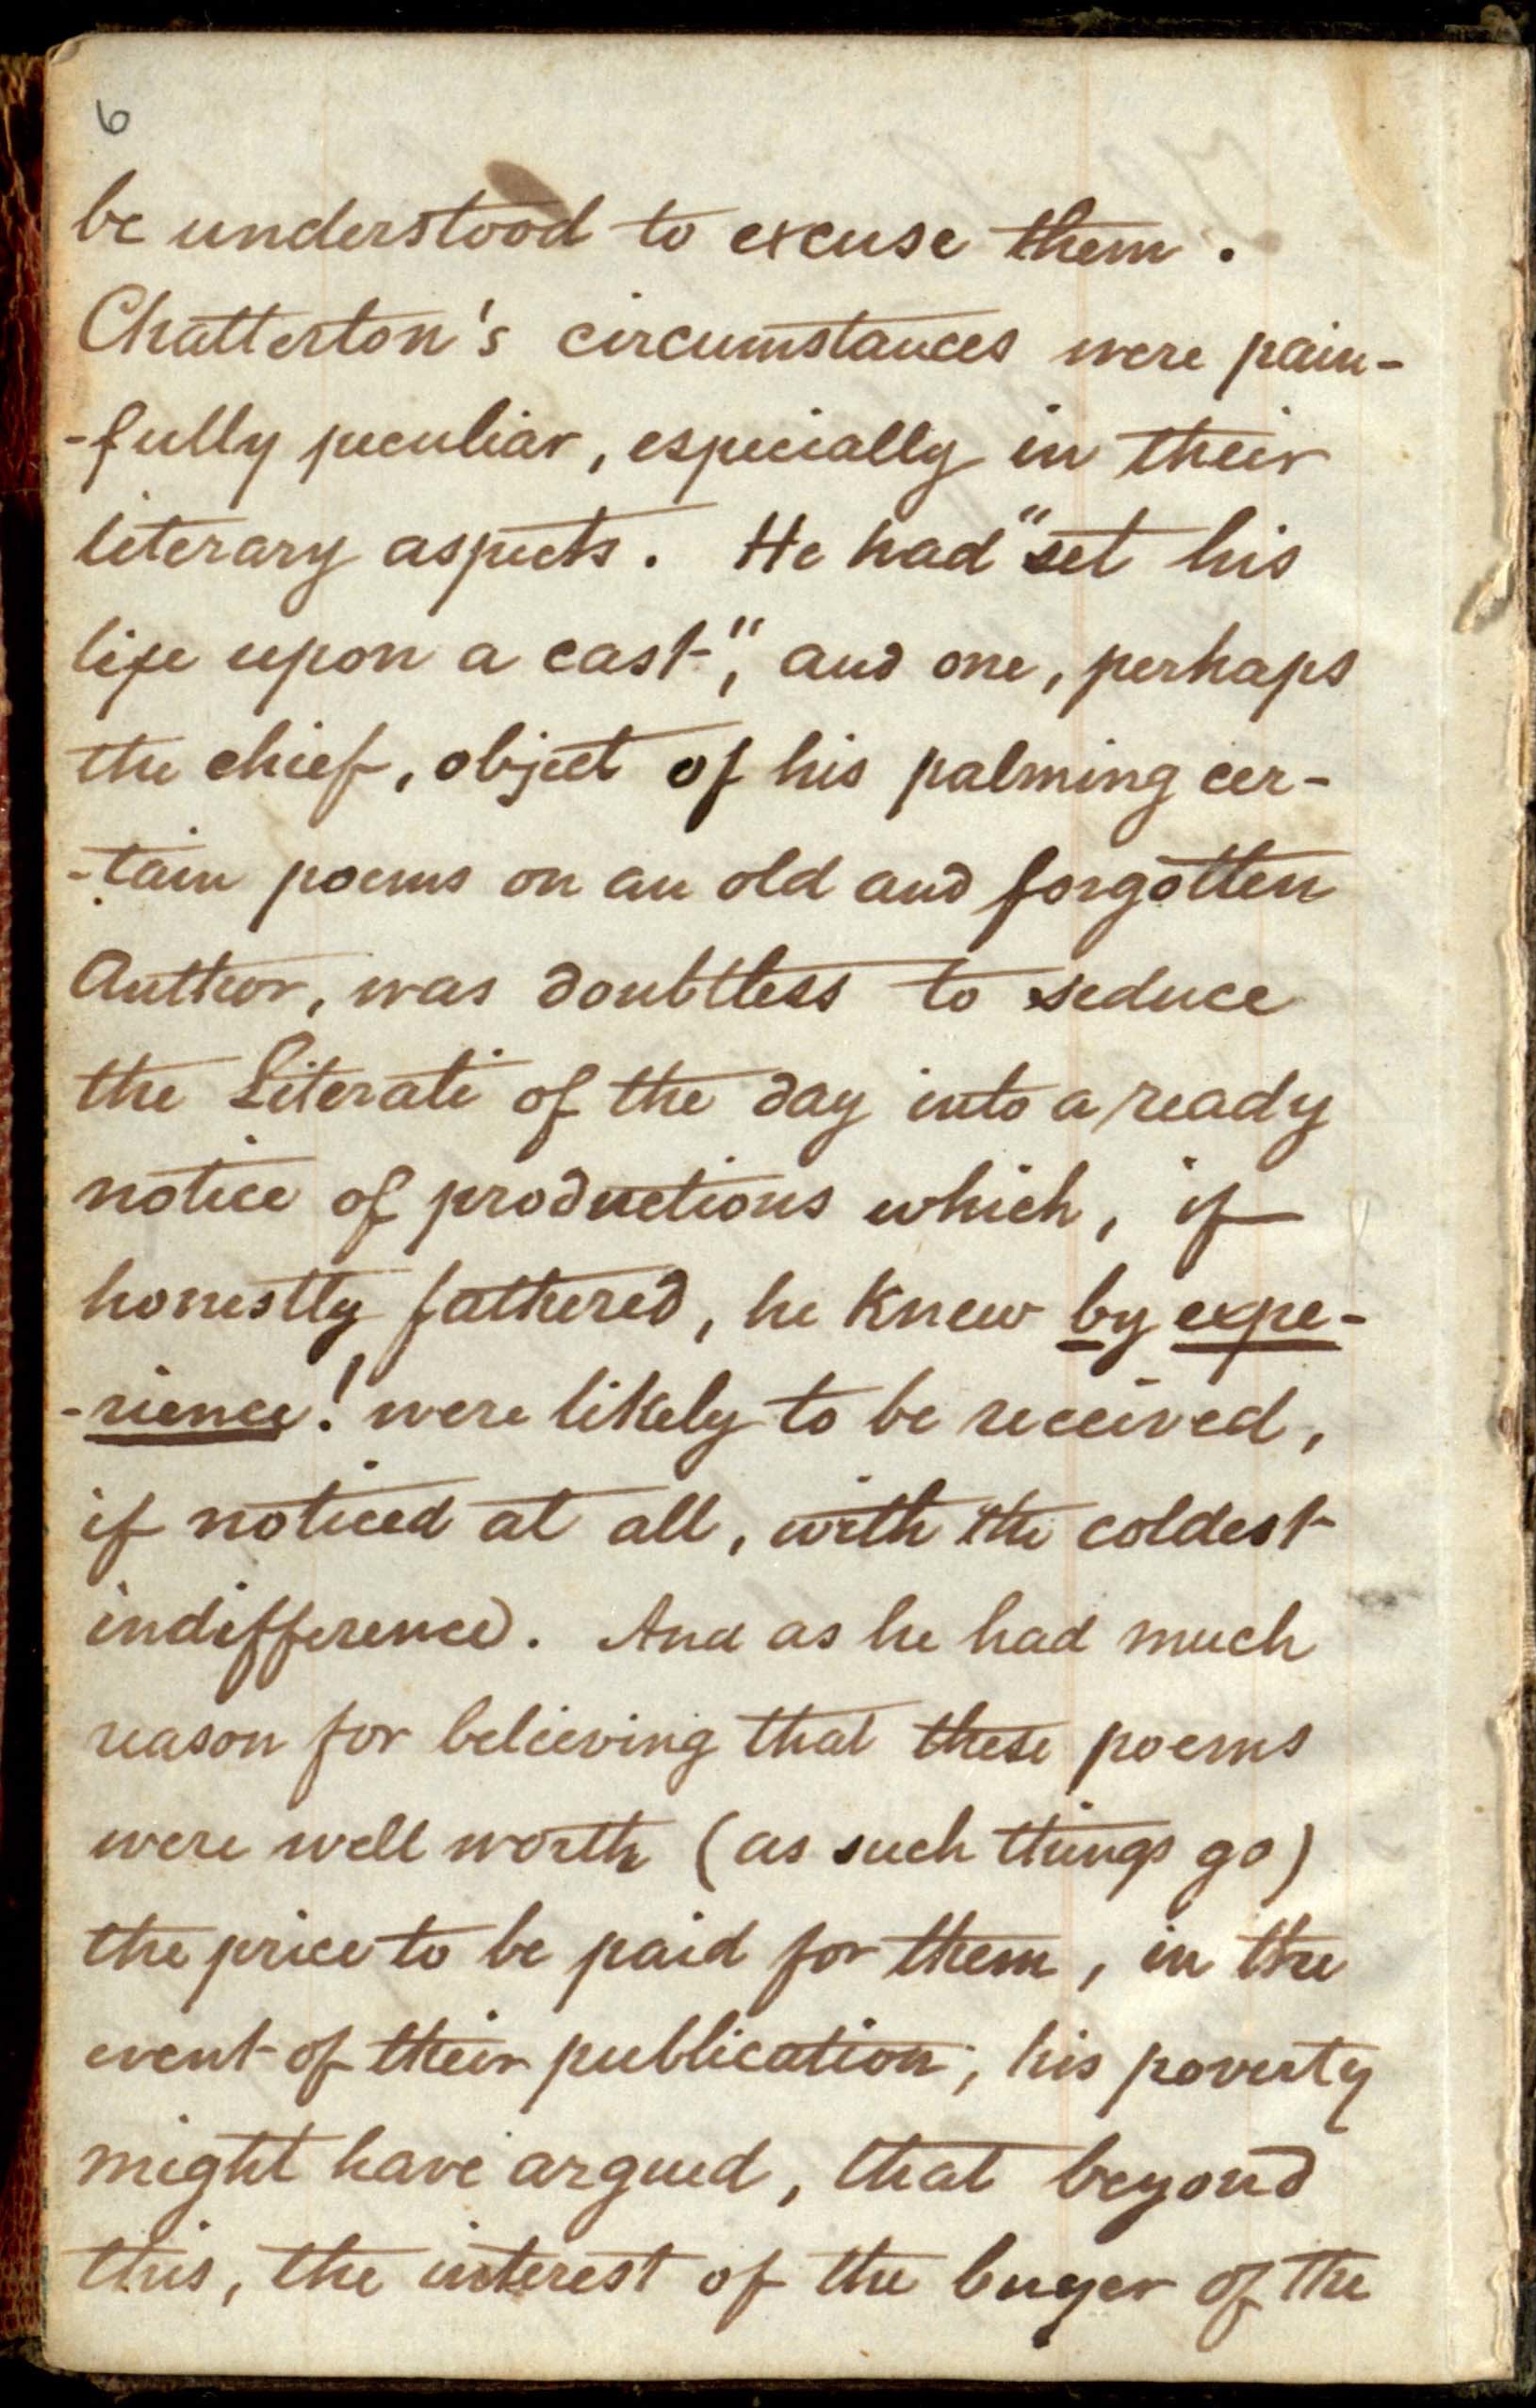 6
be understood to excuse them.
Chatterton's circumstances were pain-
-fully peculiar, especially in their
literary aspects. He had "set his
life upon a cast", and one, perhaps
the chief, object of his palming cer-
-tain poems on an old and forgotten
Author, was doubtless to seduce
the Literati of the day into a ready
notice of productions which, if
honestly fathered, he knew by expe-
-rience! were likely to be received,
if noticed at all, with the coldest
indifference. And as he had much
reason for believing that these poems
were well worth (as such things go)
the price to be paid for them, in the
event of their publication, his poverty
might have argued, that beyond
this, the interest of the buyer of the